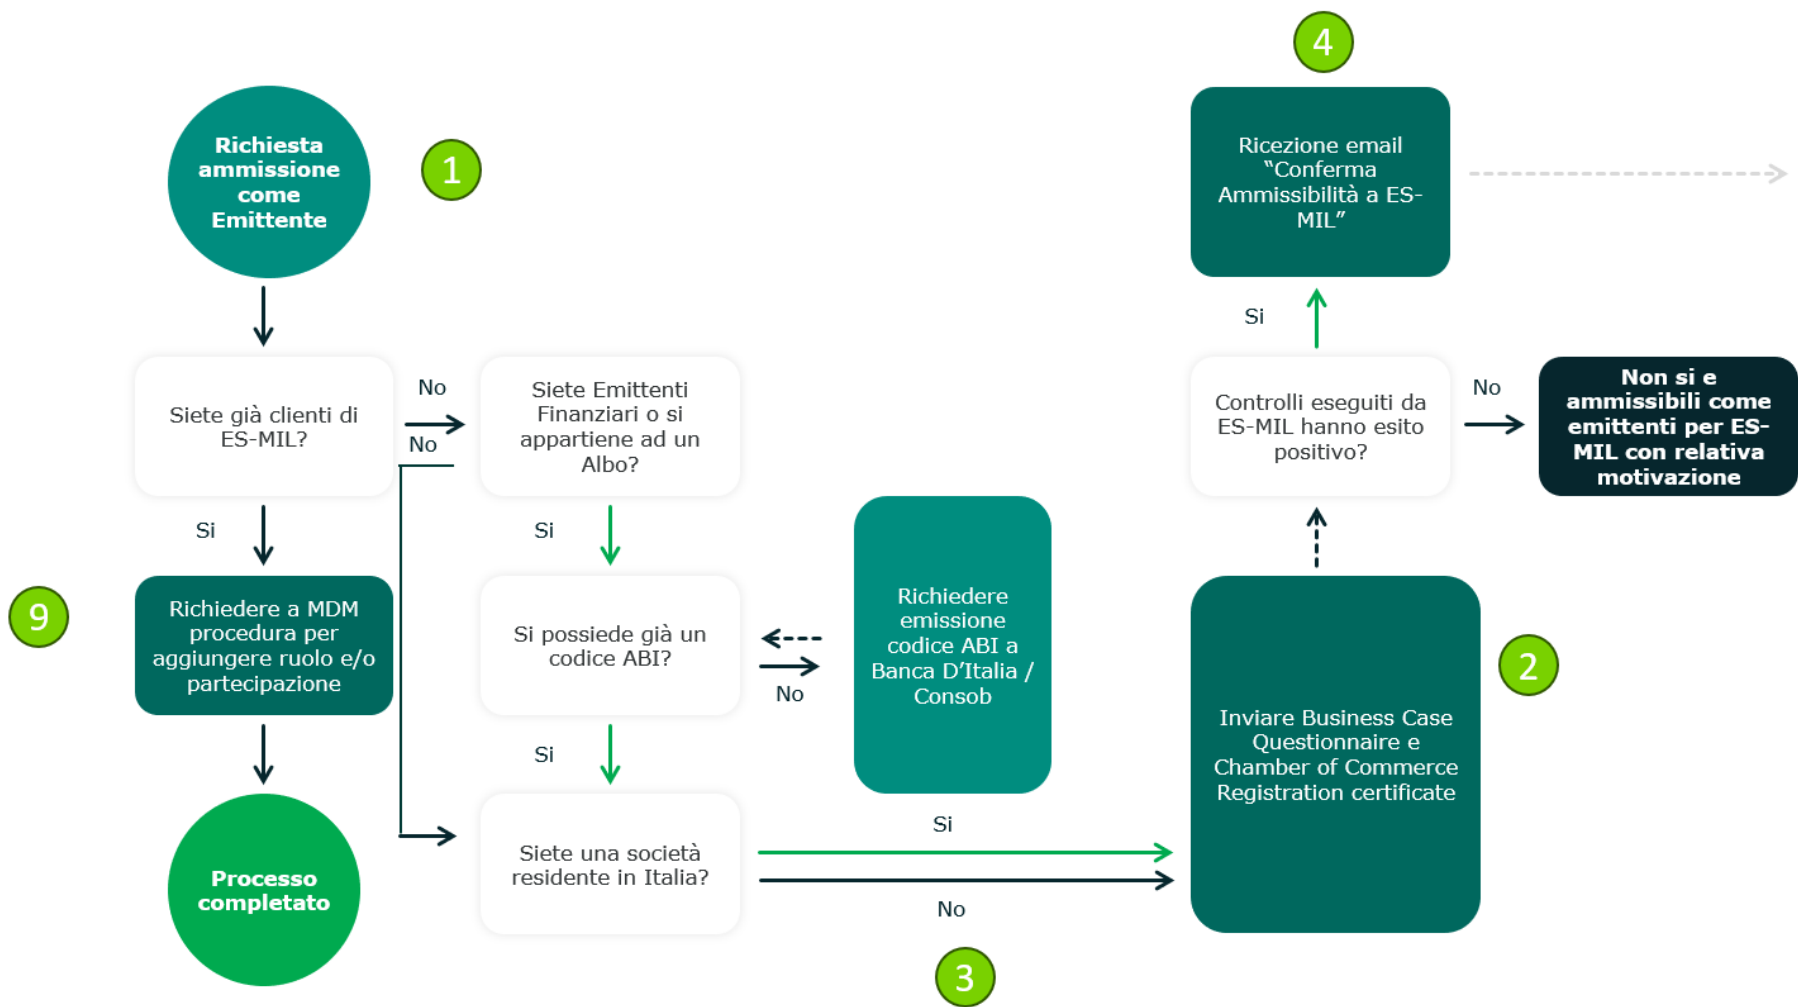 4
Richiesta
ammissione
come
Emittente
1
Ricezione email
“Conferma
Ammissibilità a ES-
MIL”
Si
Siete già clienti di
ES-MIL?
No
No
Siete Emittenti
Finanziari o si
appartiene ad un
Albo?
Controlli eseguiti da
ES-MIL hanno esito
positivo?
No
Non si e
ammissibili come
emittenti per ES-
MIL con relativa
motivazione
Si
Si
9
Richiedere a MDM
procedura per
aggiungere ruolo e/o
partecipazione
Si possiede già un
codice ABI?
No
Richiedere
emissione
codice ABI a
Banca D’Italia /
Consob
2
Inviare Business Case
Questionnaire e
Chamber of Commerce
Registration certificate
Si
Processo
completato
Siete una società
residente in Italia?
Si
No
3